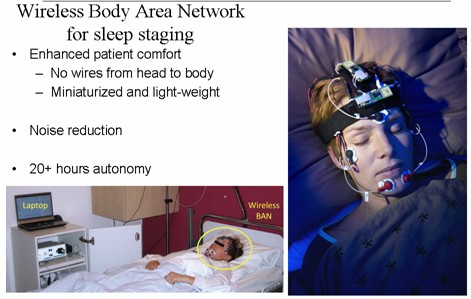 Wireless Body Area Network
for sleep staging
• Enhanced patient comfort
– No wires from head to body
– Miniaturized and light-weight
• Noise reduction
• 20+ hours autonomy
Laptop
Wireless
BAN